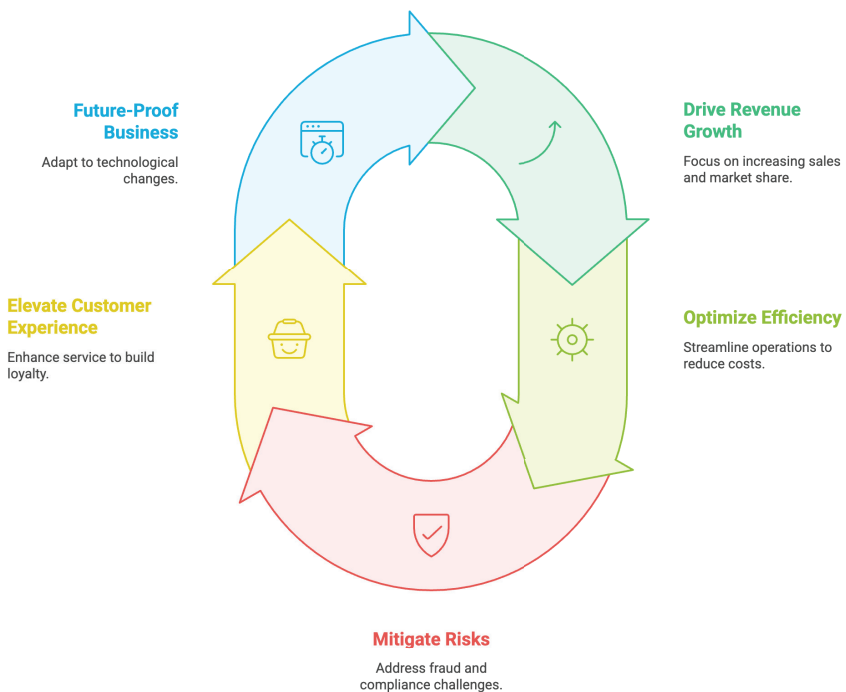 Future-Proof
Business
Adapt to technological
changes.
Drive Revenue
Growth
Focus on increasing sales
and market share.
Elevate Customer
Experience
Enhance service to build
loyalty.
Optimize Efficiency
Streamline operations to
reduce costs.
Mitigate Risks
Address fraud and
compliance challenges.